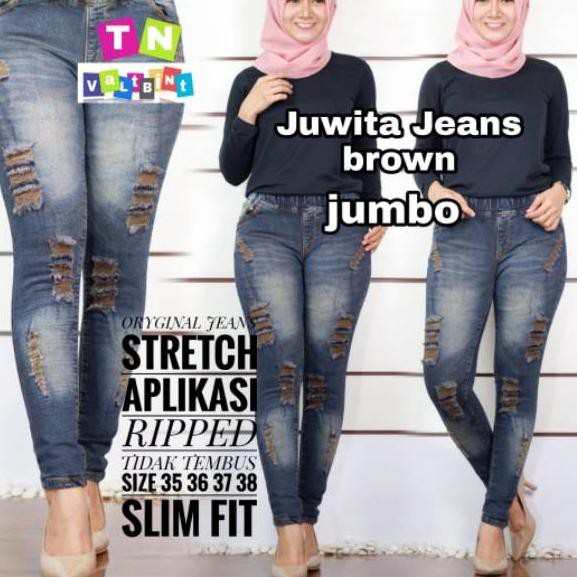 TN
ValtBint
Juwita Jeans
brown
jumbo
ORYGINAL JEANS
STRETCH
APLIKASI
RIPPED
TIDAK TEMBUS
SIZE 35 36 37 38
SLIM FIT